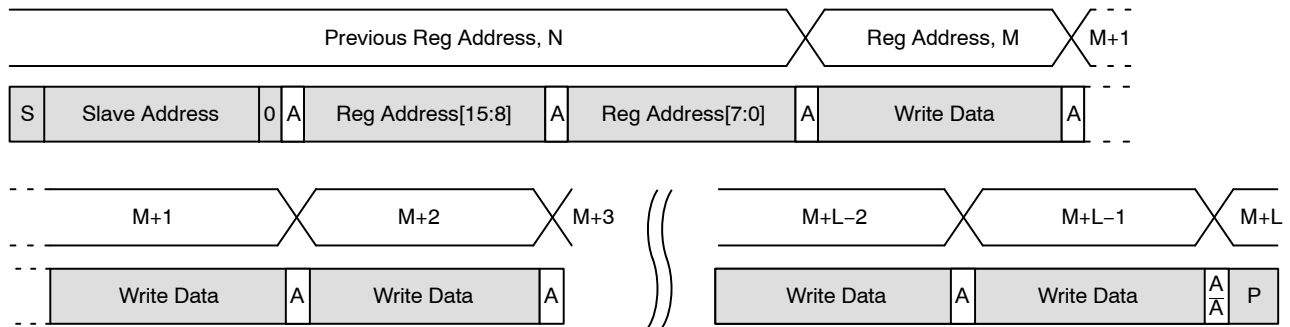 Previous Reg Address, N Reg Address, M M+1
S Slave Address 0 A Reg Address[15:8] A Reg Address[7:0] A Write Data A
M+1 M+2 M+3 M+L−2 M+L−1 M+L
Write Data A Write Data A Write Data A Write Data A P
A̅